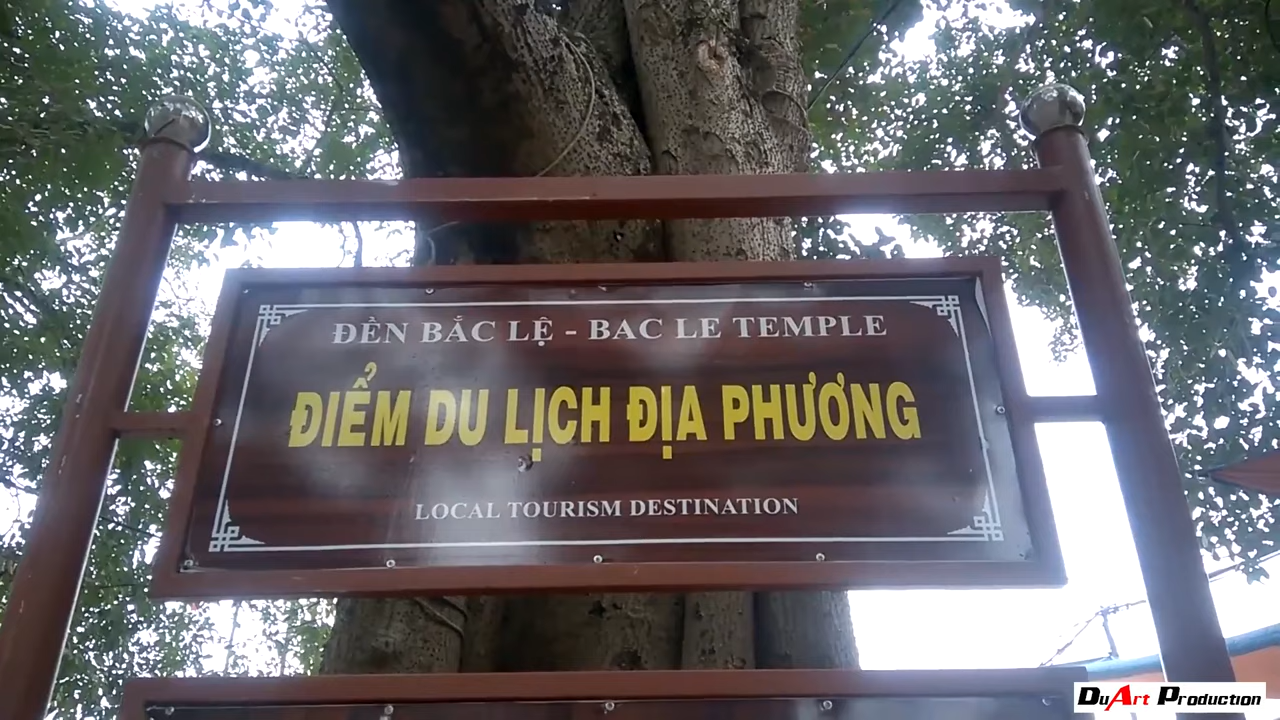 ĐỀN BẮC LỆ - BAC LE TEMPLE
ĐIỂM DU LỊCH ĐỊA PHƯƠNG
LOCAL TOURISM DESTINATION
DuArt Production